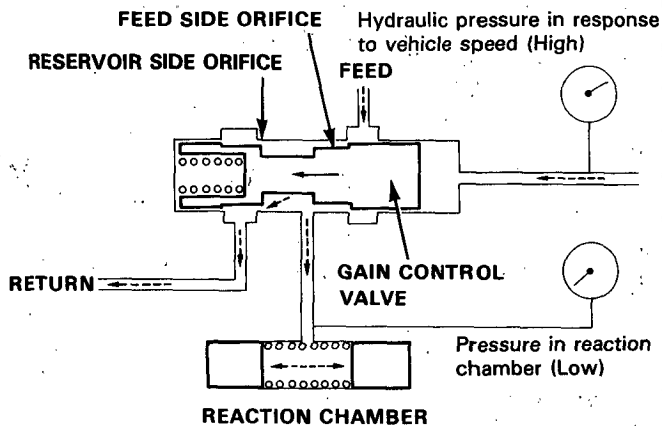 FEED SIDE ORIFICE
Hydraulic pressure in response
to vehicle speed (High)
RESERVOIR SIDE ORIFICE
FEED
GAIN CONTROL
VALVE
RETURN
Pressure in reaction
chamber (Low)
REACTION CHAMBER